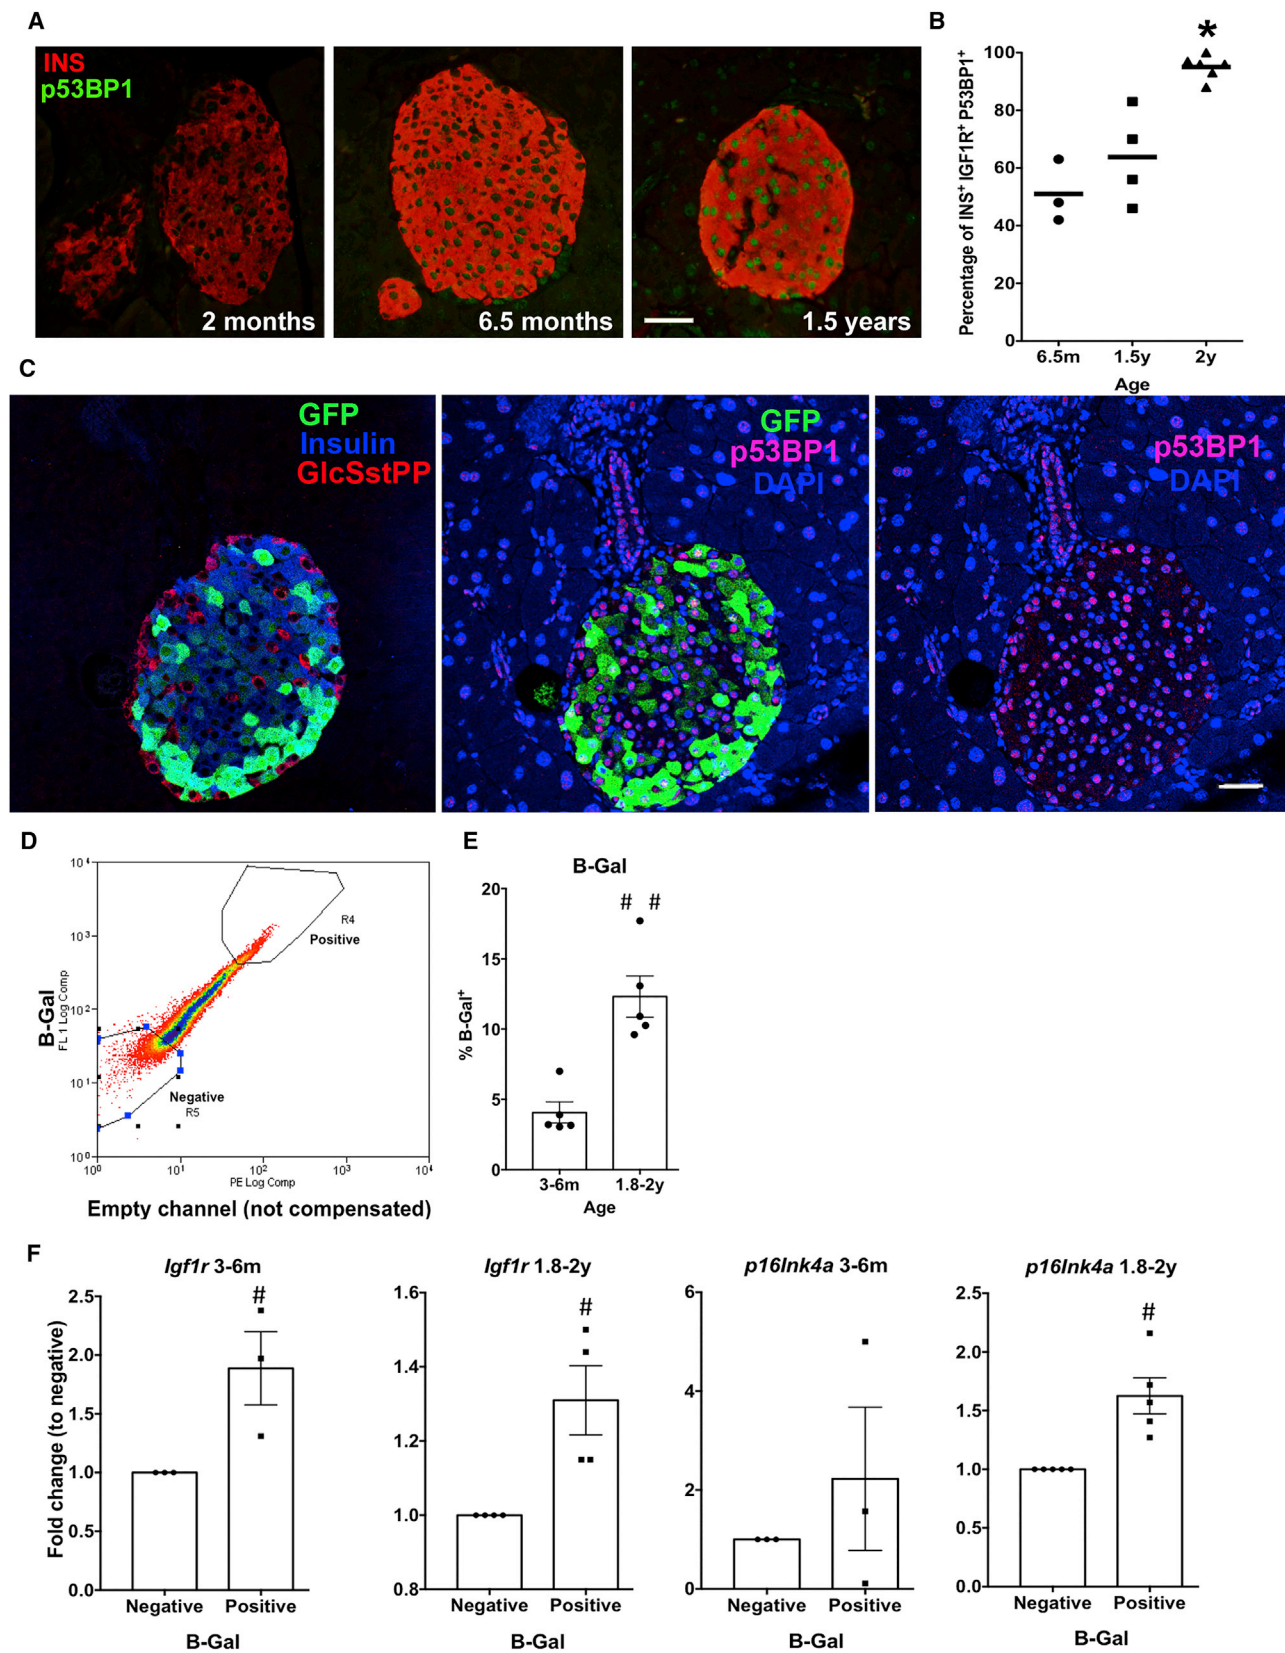 A
INS
p53BP1
2 months
6.5 months
1.5 years
B
*
Percentage of INS⁺ IGF1R⁺ P53BP1⁺
100
80
60
40
20
0
6.5m
1.5y
2y
Age
C
GFP
Insulin
GlcSstPP
GFP
p53BP1
DAPI
p53BP1
DAPI
D
B-Gal
FL 1 Log Comp
10⁴
10³
10²
10¹
10⁰
R4
Positive
Negative
R5
10⁰
10¹
10²
10³
10⁴
PE Log Comp
Empty channel (not compensated)
E
B-Gal
% B-Gal⁺
20
15
10
5
0
# #
3-6m
1.8-2y
Age
F
Igf1r 3-6m
Fold change (to negative)
2.5
2.0
1.5
1.0
0.5
0.0
#
Negative
Positive
B-Gal
Igf1r 1.8-2y
1.6
1.4
1.2
1.0
0.8
#
Negative
Positive
B-Gal
p16Ink4a 3-6m
6
4
2
0
Negative
Positive
B-Gal
p16Ink4a 1.8-2y
2.5
2.0
1.5
1.0
0.5
0.0
#
Negative
Positive
B-Gal